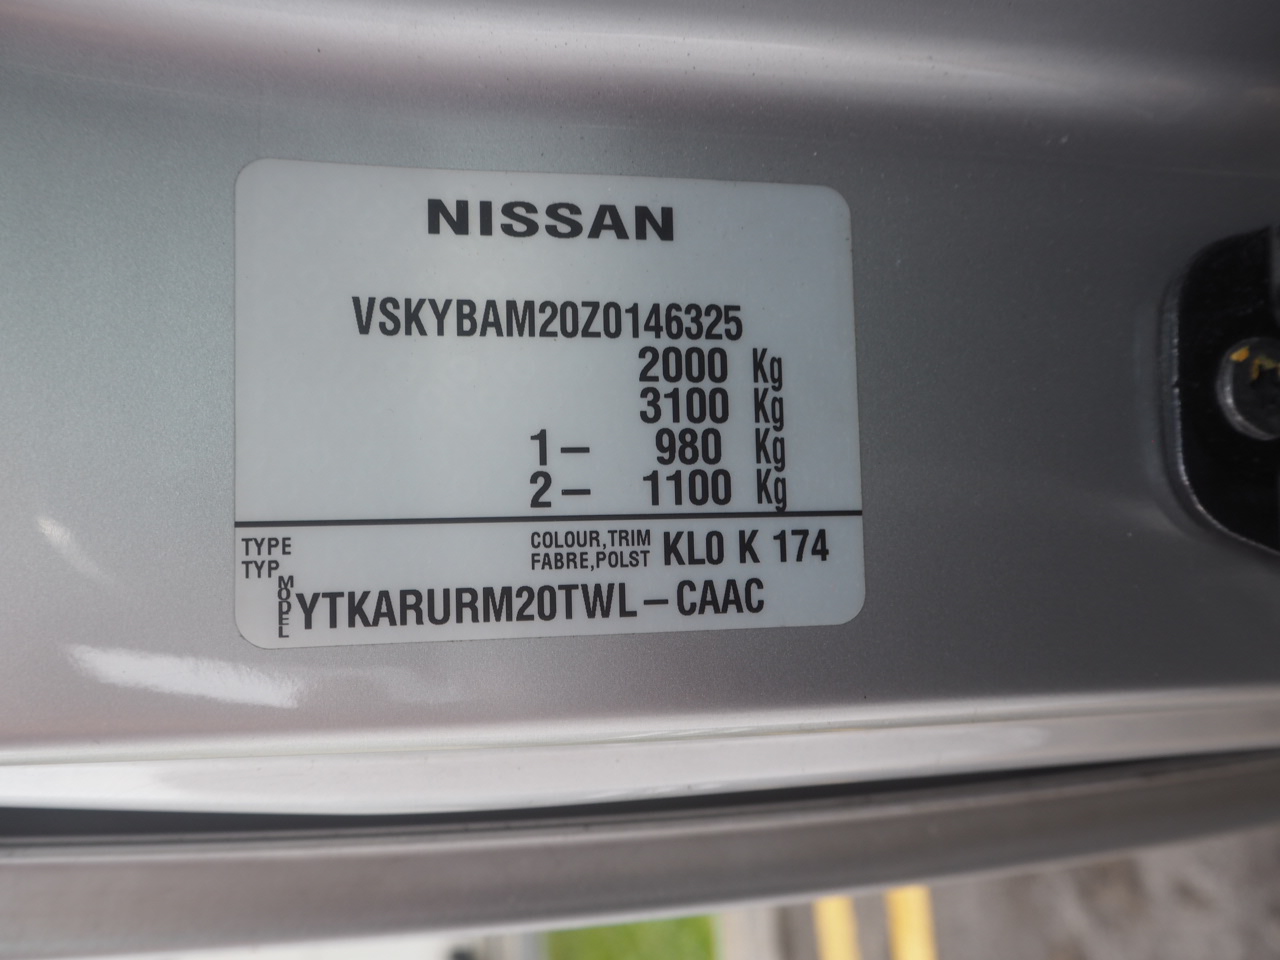 NISSAN
VSKYBAM20Z0146325
2000 Kg
3100 Kg
1– 980 Kg
2– 1100 Kg
TYPE
TYP
COLOUR,TRIM
FABRE,POLST
KL0 K 174
MODEL
YTKARURM20TWL–CAAC